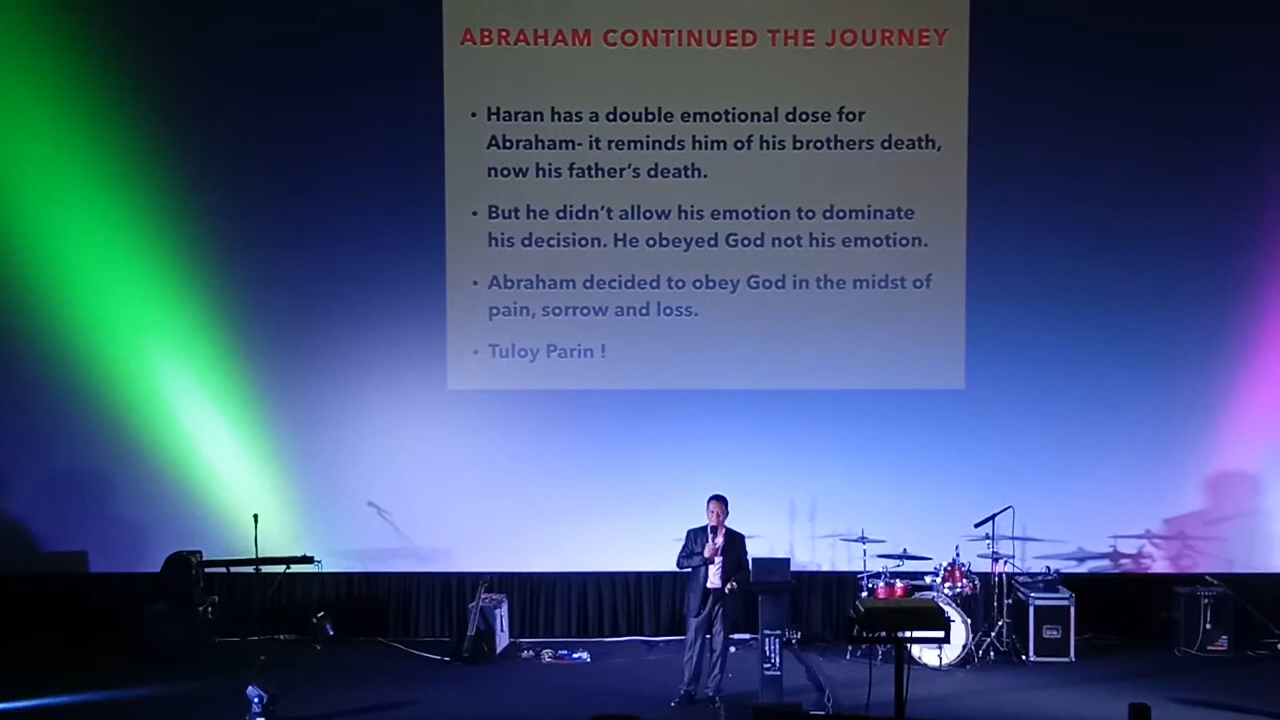 ABRAHAM CONTINUED THE JOURNEY
• Haran has a double emotional dose for
Abraham- it reminds him of his brothers death,
now his father's death.
• But he didn't allow his emotion to dominate
his decision. He obeyed God not his emotion.
• Abraham decided to obey God in the midst of
pain, sorrow and loss.
• Tuloy Parin !